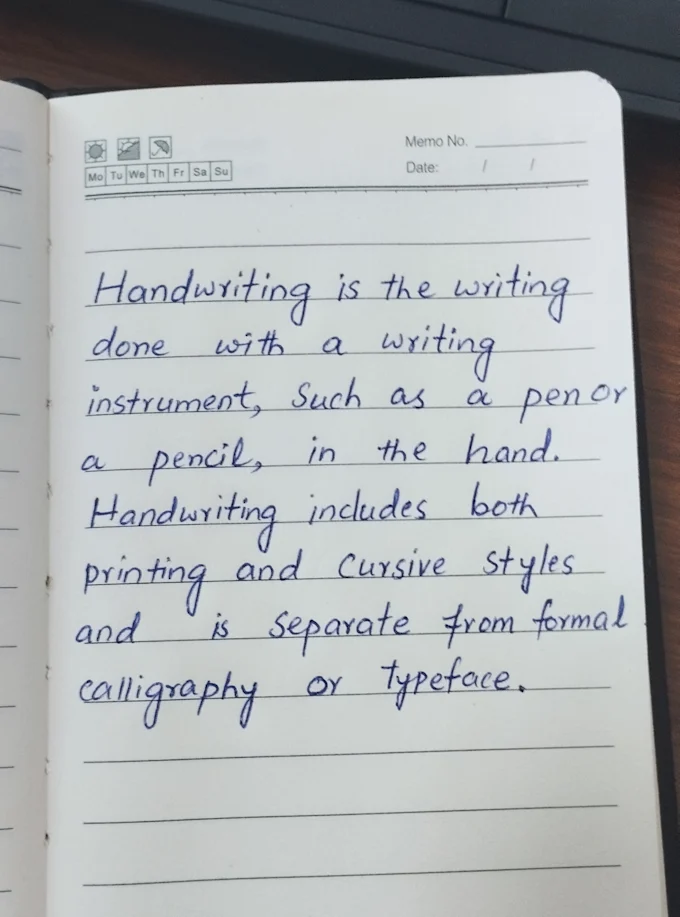 Memo No.
Mo Tu We Th Fr Sa Su
Date: / /
Handwriting is the writing
done with a writing
instrument, Such as a pen or
a pencil, in the hand.
Handwriting includes both
printing and cursive styles
and is separate from formal
calligraphy or typeface.